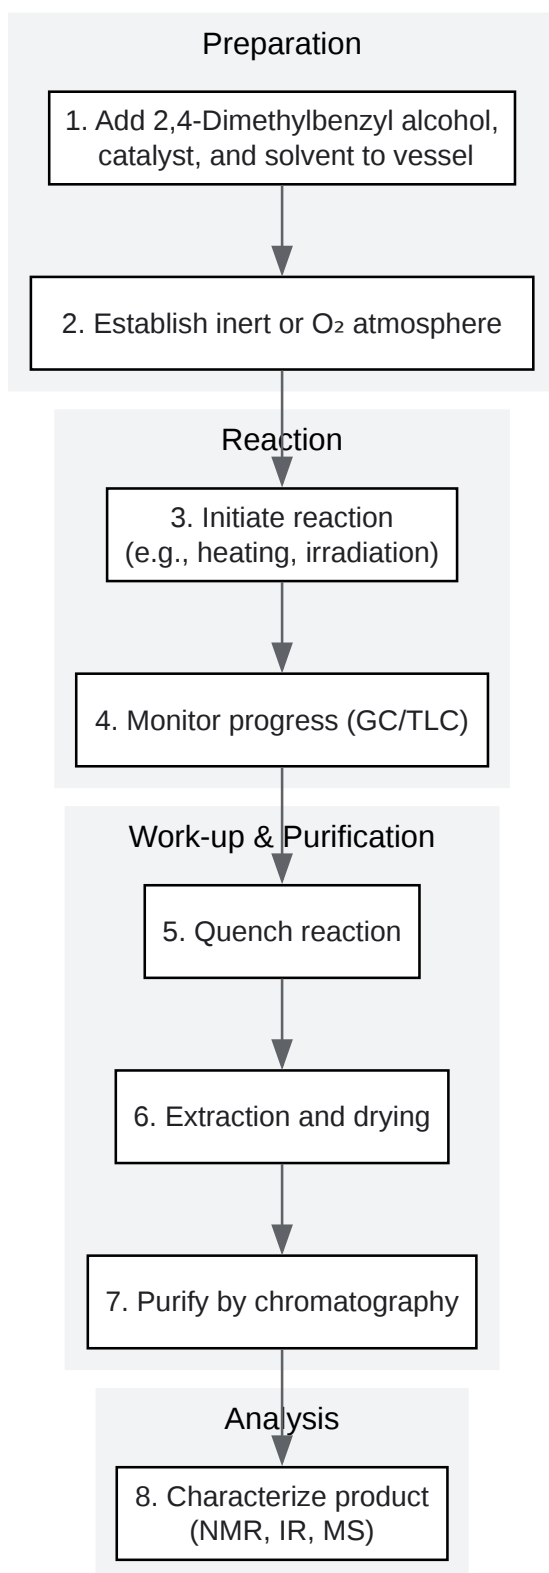 Preparation
1. Add 2,4-Dimethylbenzyl alcohol,
catalyst, and solvent to vessel
2. Establish inert or O₂ atmosphere
Reaction
3. Initiate reaction
(e.g., heating, irradiation)
4. Monitor progress (GC/TLC)
Work-up & Purification
5. Quench reaction
6. Extraction and drying
7. Purify by chromatography
Analysis
8. Characterize product
(NMR, IR, MS)